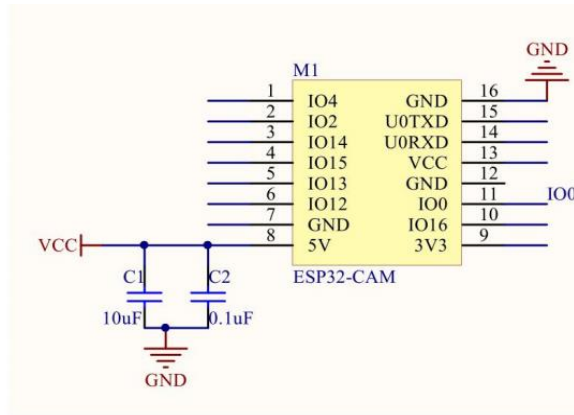 GND
M1
1 IO4 GND 16
2 IO2 U0TXD 15
3 IO14 U0RXD 14
4 IO15 VCC 13
5 IO13 GND 12
6 IO12 IO0 11 IO0
7 GND IO16 10
VCC 8 5V 3V3 9
C1 C2 ESP32-CAM
10uF 0.1uF
GND